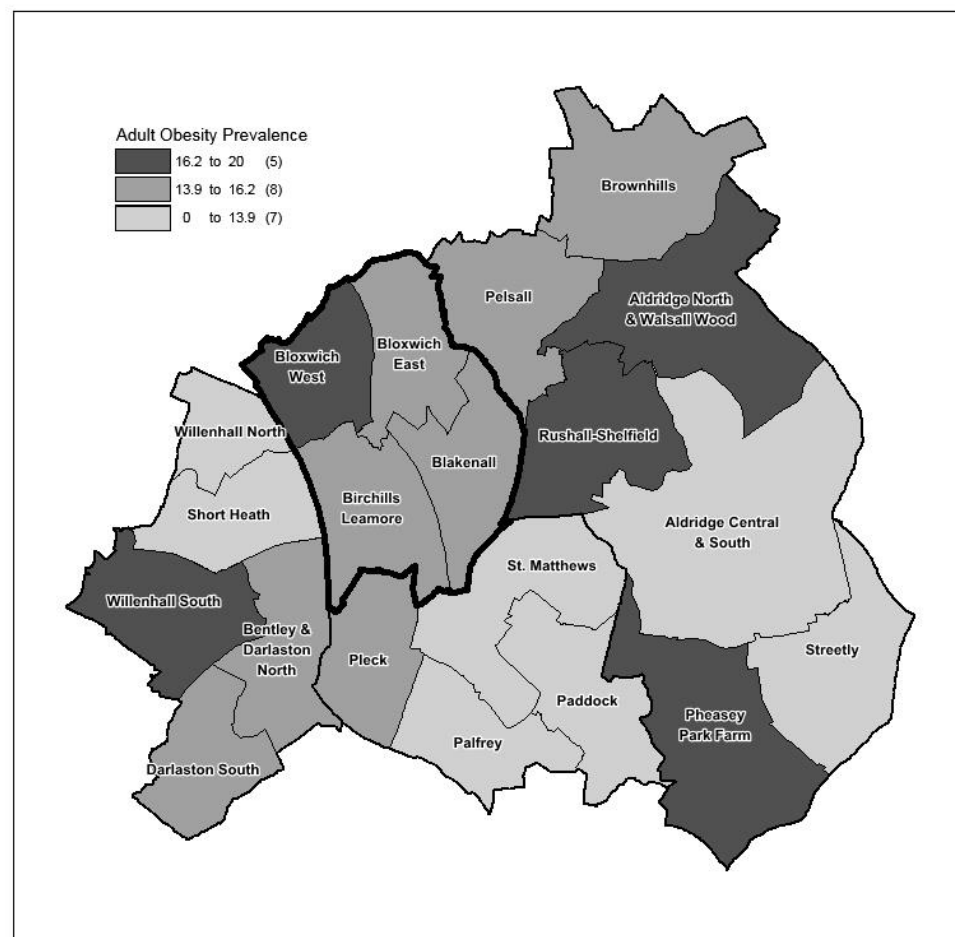 Adult Obesity Prevalence
16.2 to 20 (5)
13.9 to 16.2 (8)
0 to 13.9 (7)
Brownhills
Pelsall
Aldridge North
& Walsall Wood
Bloxwich
West
Bloxwich
East
Willenhall North
Rushall-Shelfield
Blakenall
Birchills
Leamore
Short Heath
Aldridge Central
& South
St. Matthews
Willenhall South
Bentley &
Darlaston
North
Pleck
Streetly
Paddock
Pheasey
Park Farm
Palfrey
Darlaston South